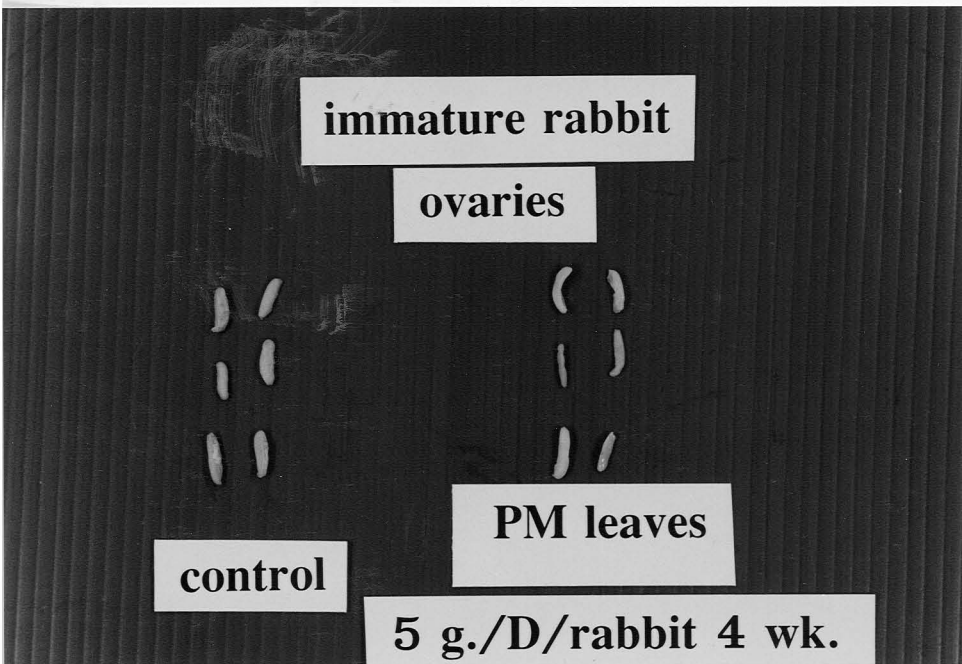 immature rabbit
ovaries
PM leaves
control
5 g./D/rabbit 4 wk.